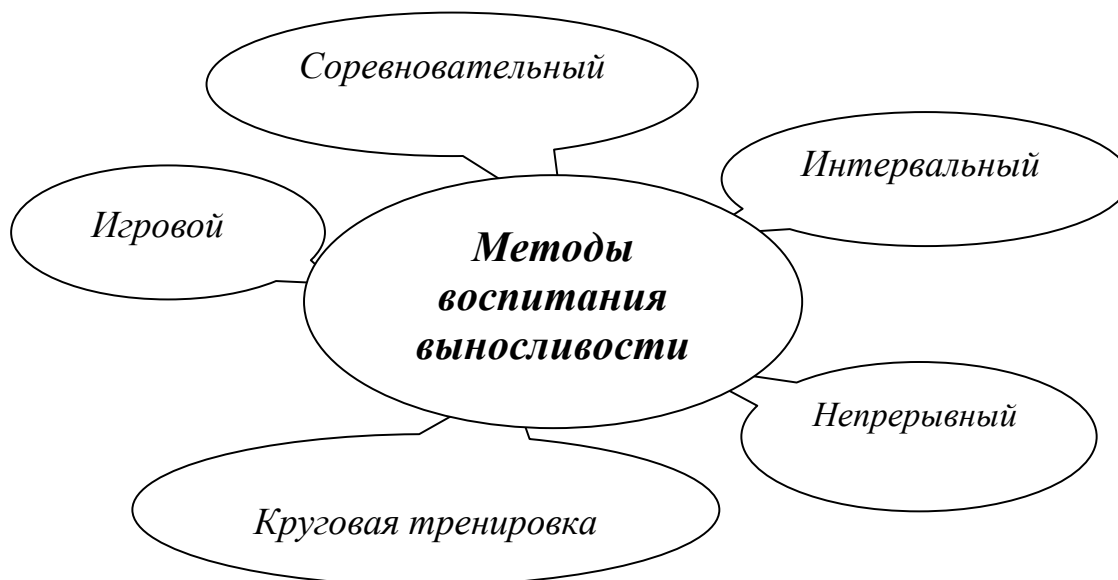 Соревновательный
Интервальный
Игровой
Методы
воспитания
выносливости
Непрерывный
Круговая тренировка